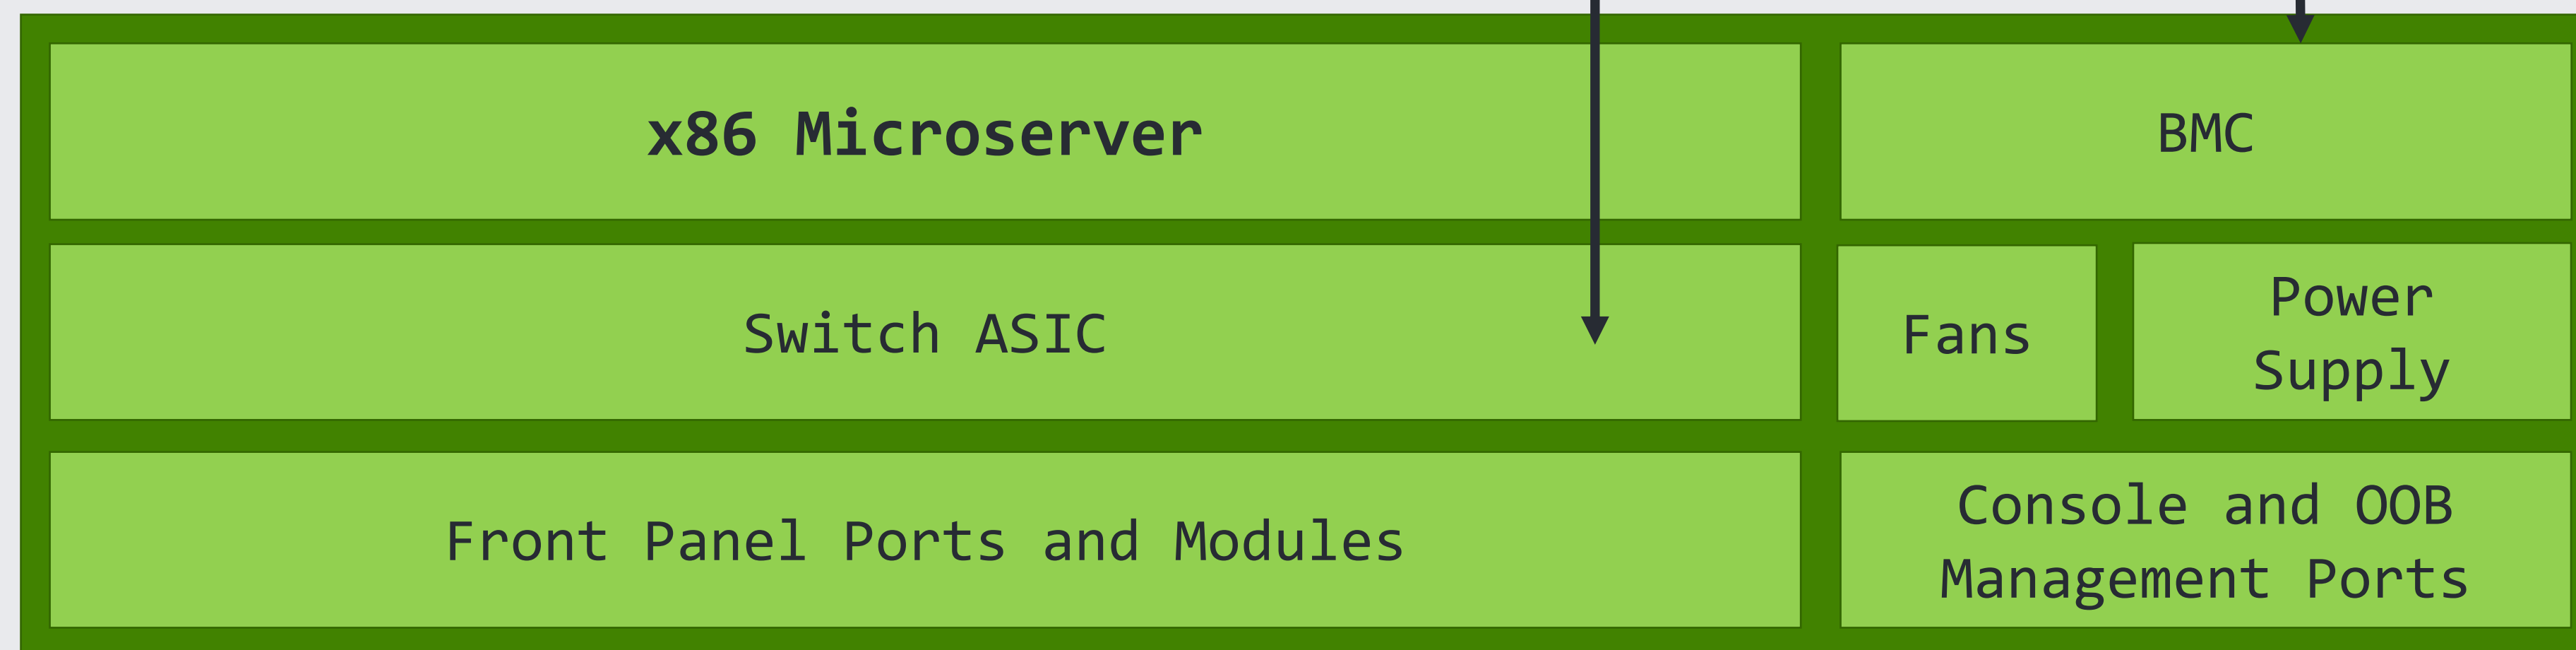 x86 Microserver
BMC
Switch ASIC
Fans
Power
Supply
Front Panel Ports and Modules
Console and OOB
Management Ports